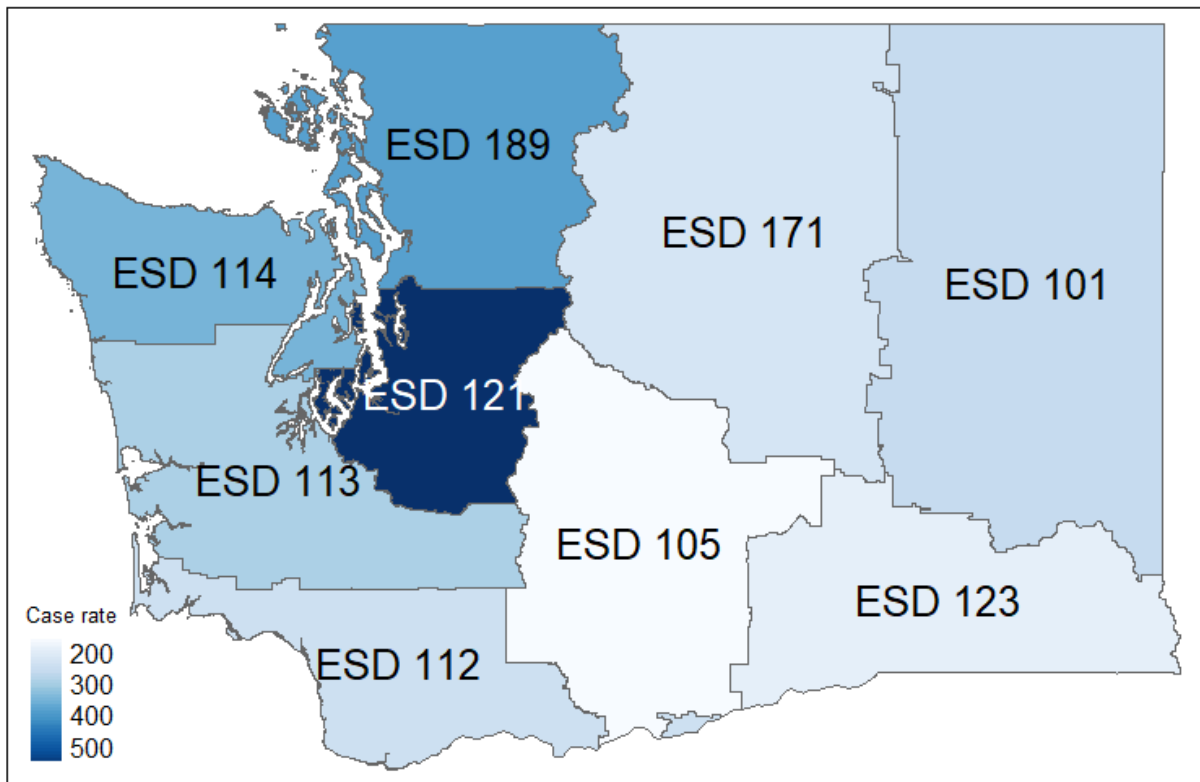 ESD 189
ESD 171
ESD 114
ESD 101
ESD 121
ESD 113
ESD 105
ESD 123
ESD 112
Case rate
200
300
400
500